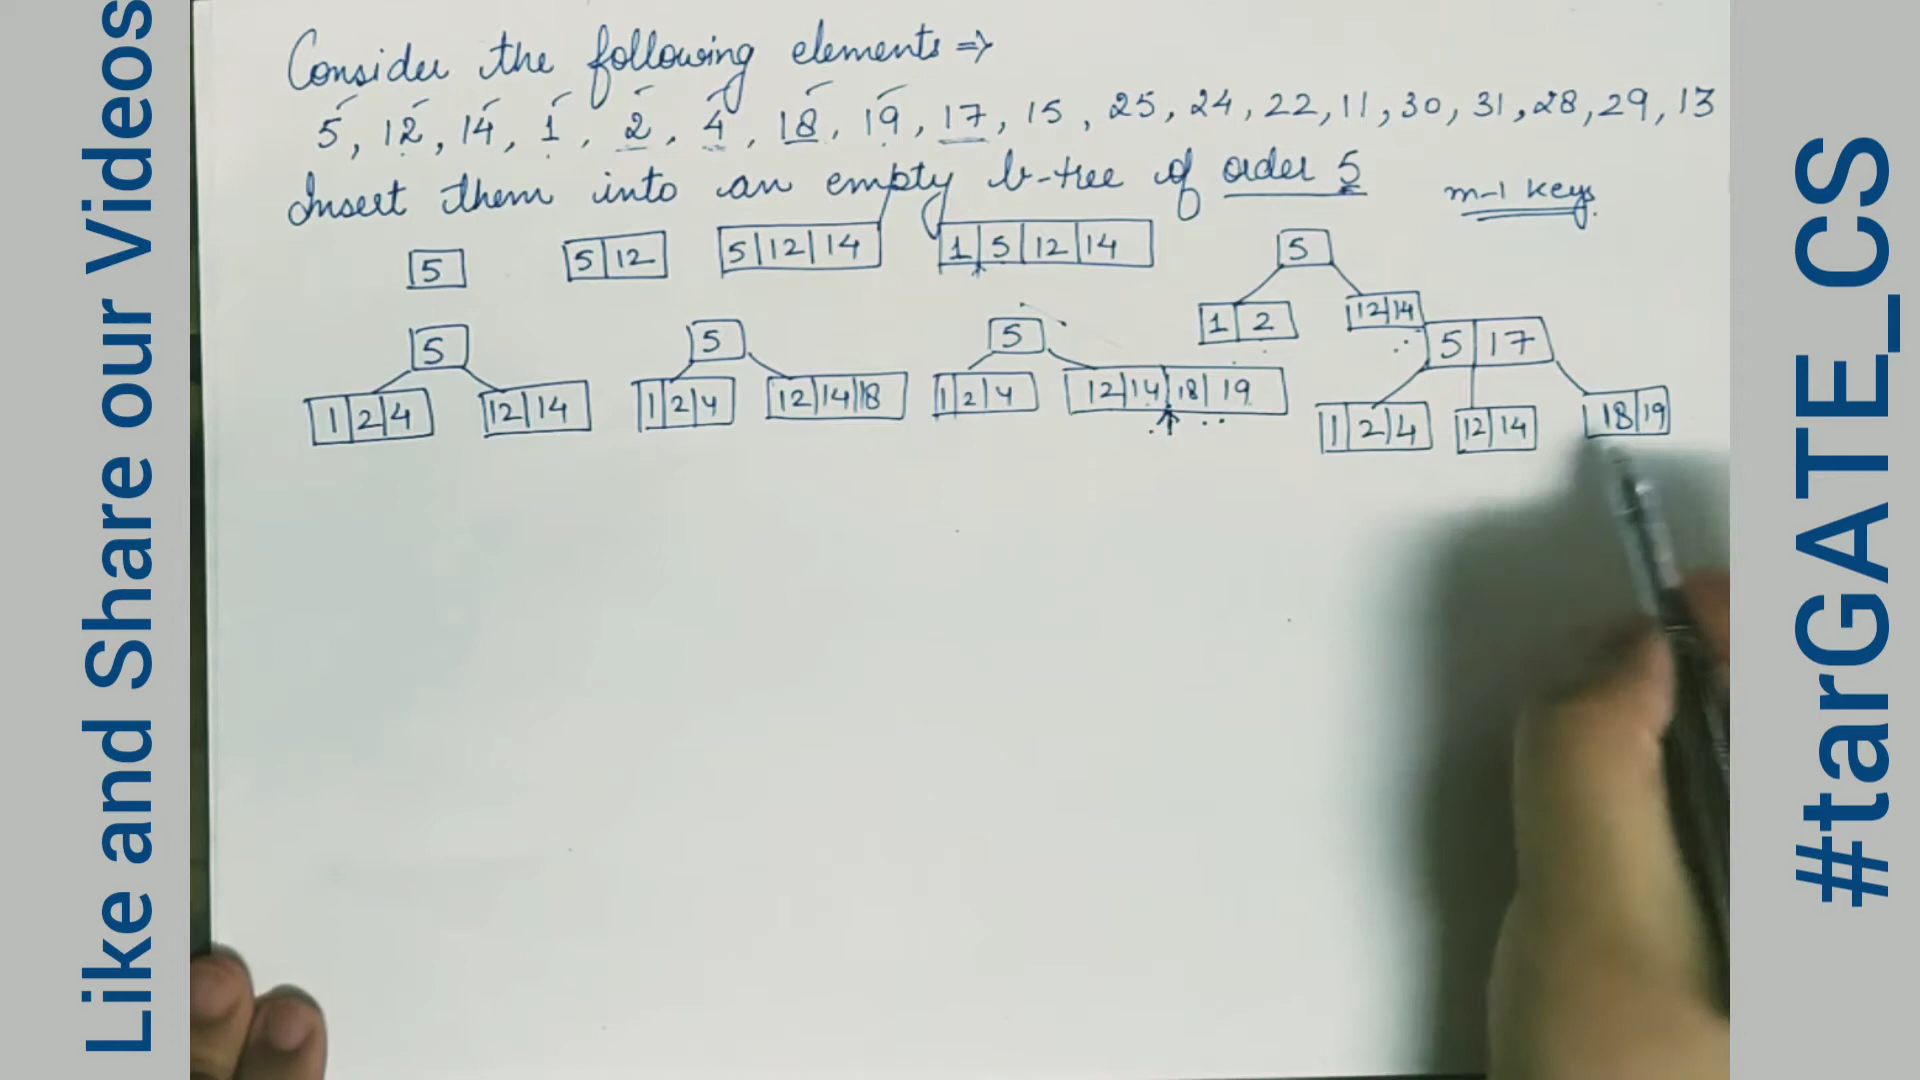 Like and Share our Videos
Consider the following elements ⇒
5, 12, 14, 1, 2, 4, 18, 19, 17, 15, 25, 24, 22, 11, 30, 31, 28, 29, 13
Insert them into an empty b-tree of order 5 m-1 keys.
5 5|12 5|12|14 1|5|12|14 5
1|2 12|14
5 5 5 5|17
1|2|4 12|14 1|2|4 12|14|18 1|2|4 12|14|18|19 1|2|4 12|14 18|19
#tarGATE_CS